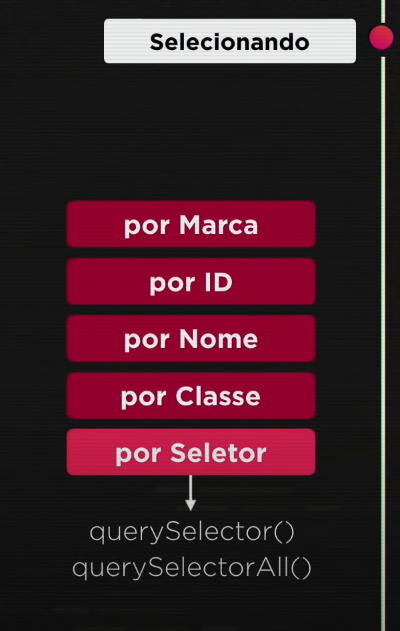 Selecionando
por Marca
por ID
por Nome
por Classe
por Seletor
querySelector()
querySelectorAll()